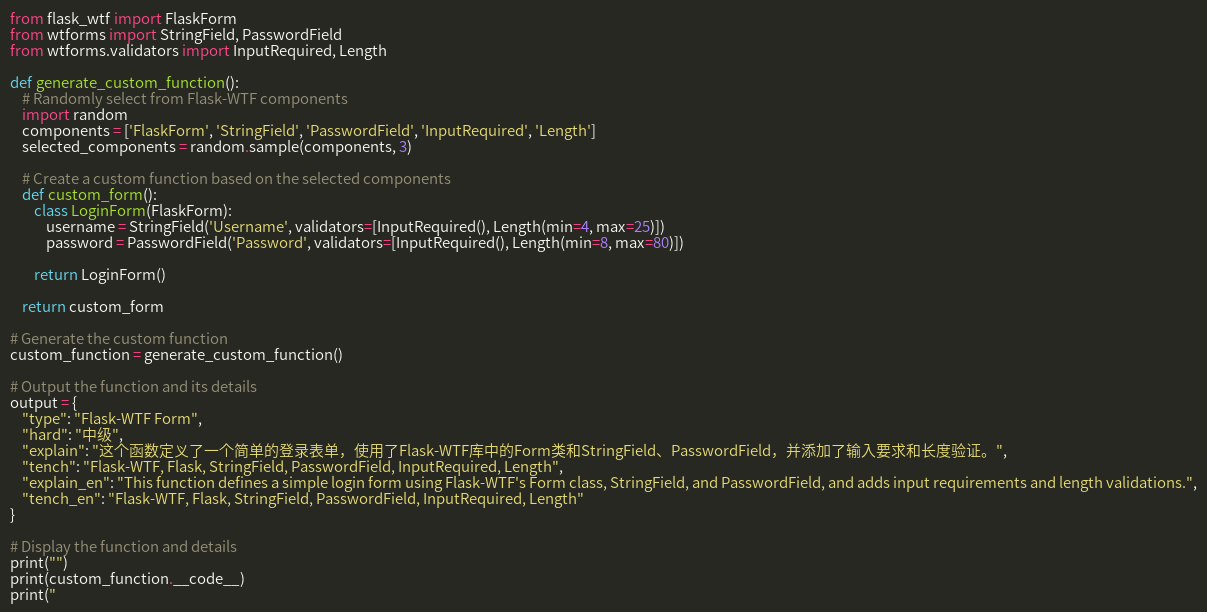 from flask_wtf import FlaskForm
from wtforms import StringField, PasswordField
from wtforms.validators import InputRequired, Length

def generate_custom_function():
    # Randomly select from Flask-WTF components
    import random
    components = ['FlaskForm', 'StringField', 'PasswordField', 'InputRequired', 'Length']
    selected_components = random.sample(components, 3)

    # Create a custom function based on the selected components
    def custom_form():
        class LoginForm(FlaskForm):
            username = StringField('Username', validators=[InputRequired(), Length(min=4, max=25)])
            password = PasswordField('Password', validators=[InputRequired(), Length(min=8, max=80)])

        return LoginForm()

    return custom_form

# Generate the custom function
custom_function = generate_custom_function()

# Output the function and its details
output = {
    "type": "Flask-WTF Form",
    "hard": "中级",
    "explain": "这个函数定义了一个简单的登录表单，使用了Flask-WTF库中的Form类和StringField、PasswordField，并添加了输入要求和长度验证。",
    "tench": "Flask-WTF, Flask, StringField, PasswordField, InputRequired, Length",
    "explain_en": "This function defines a simple login form using Flask-WTF's Form class, StringField, and PasswordField, and adds input requirements and length validations.",
    "tench_en": "Flask-WTF, Flask, StringField, PasswordField, InputRequired, Length"
}

# Display the function and details
print("")
print(custom_function.__code__)
print("